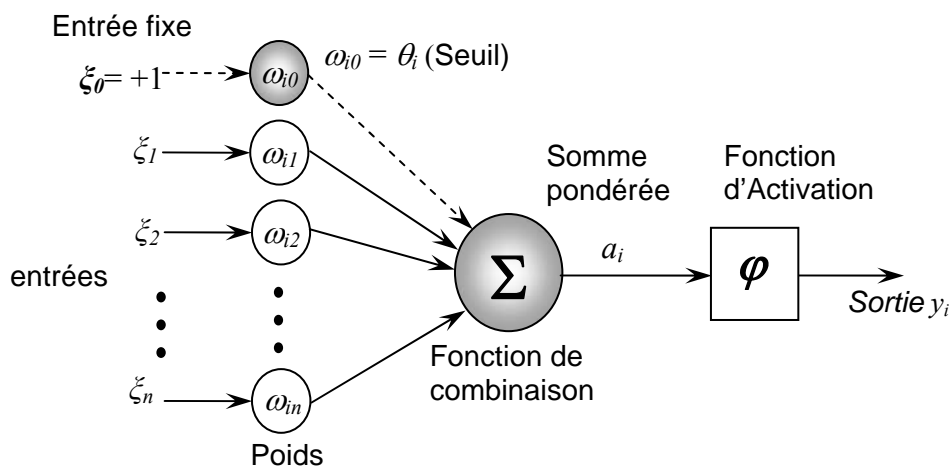 Entrée fixe
ξ0= +1
ωi0
ωi0 = θi (Seuil)
ξ1
ωi1
ξ2
ωi2
entrées
ξn
ωin
Poids
Σ
Fonction de
combinaison
Somme
pondérée
ai
Fonction
d'Activation
φ
Sortie yi